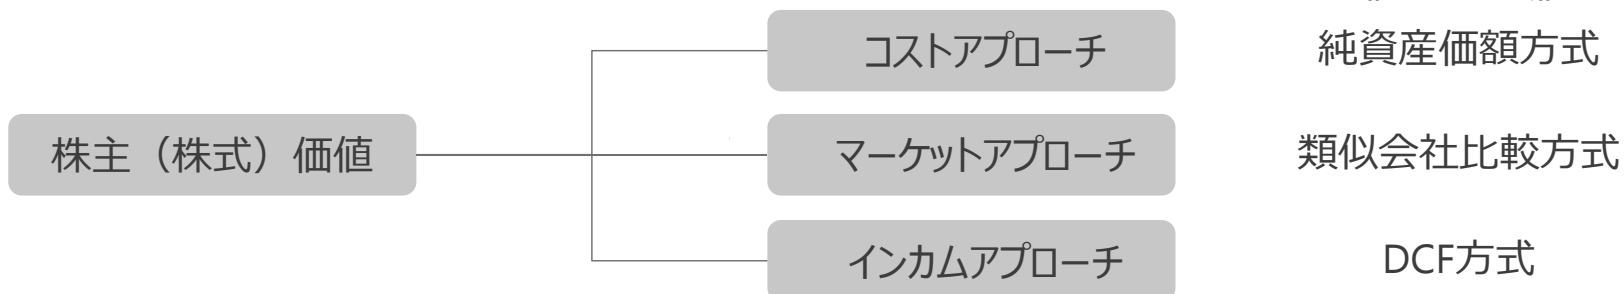 コストアプローチ
純資産価額方式
株主（株式）価値
マーケットアプローチ
類似会社比較方式
インカムアプローチ
DCF方式